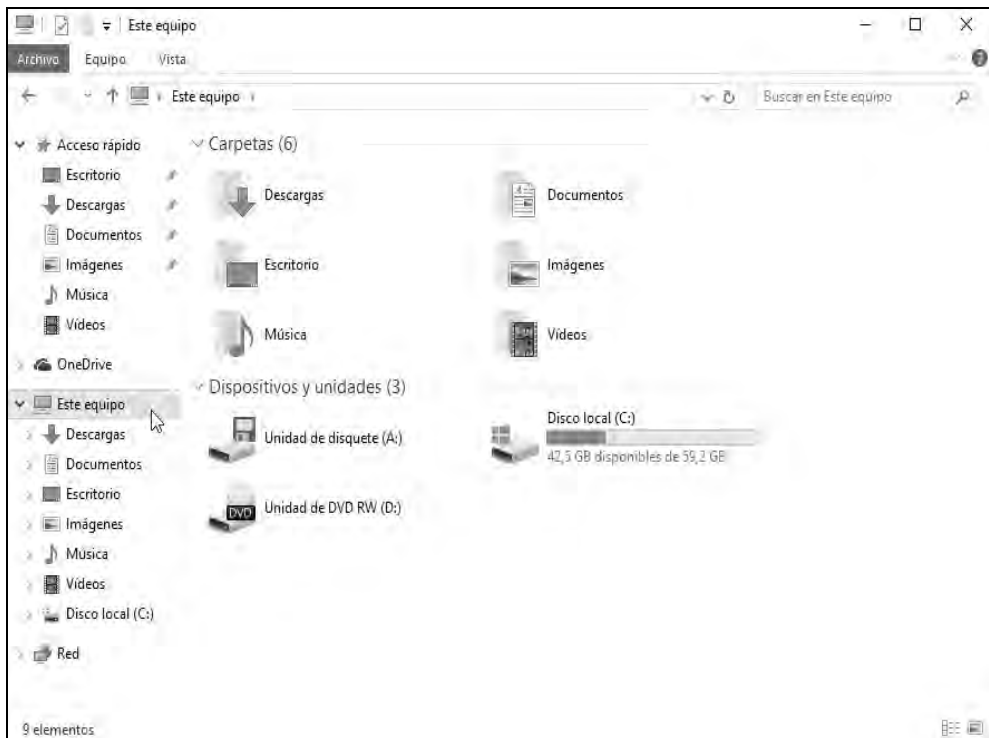 Este equipo
Archivo Equipo Vista
Este equipo
Buscar en Este equipo
Acceso rápido
Escritorio
Descargas
Documentos
Imágenes
Música
Vídeos
OneDrive
Este equipo
Descargas
Documentos
Escritorio
Imágenes
Música
Vídeos
Disco local (C:)
Red
Carpetas (6)
Descargas
Documentos
Escritorio
Imágenes
Música
Vídeos
Dispositivos y unidades (3)
Unidad de disquete (A:)
Disco local (C:)
42,5 GB disponibles de 59,2 GB
DVD
Unidad de DVD RW (D:)
9 elementos